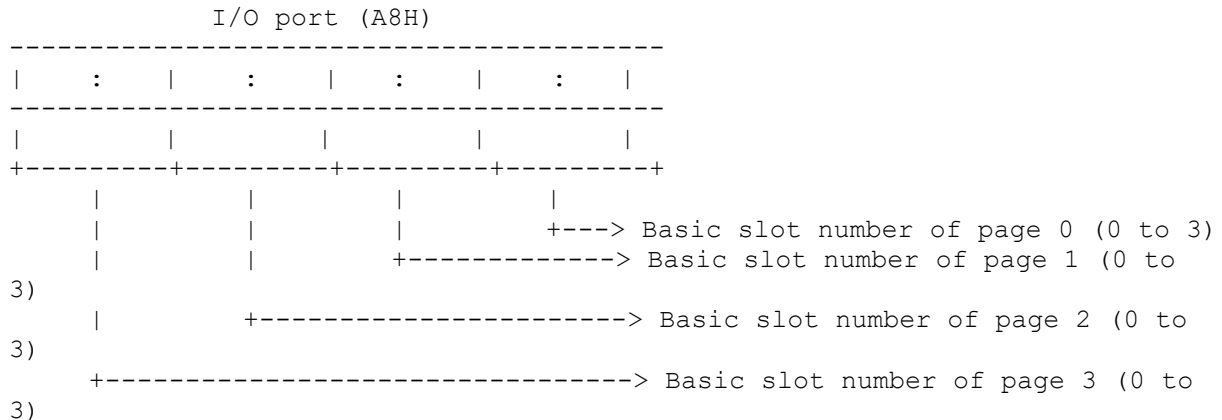 I/O port (A8H)
-----------------------------------------
|    :    |    :    |   :    |    :   |
-----------------------------------------
|         |         |         |        |
+---------+---------+---------+---------+
     |         |        |         |
     |         |        |         +---> Basic slot number of page 0 (0 to 3)
     |         |        +-------------> Basic slot number of page 1 (0 to
3)
     |         +-----------------------> Basic slot number of page 2 (0 to
3)
     +---------------------------------> Basic slot number of page 3 (0 to
3)